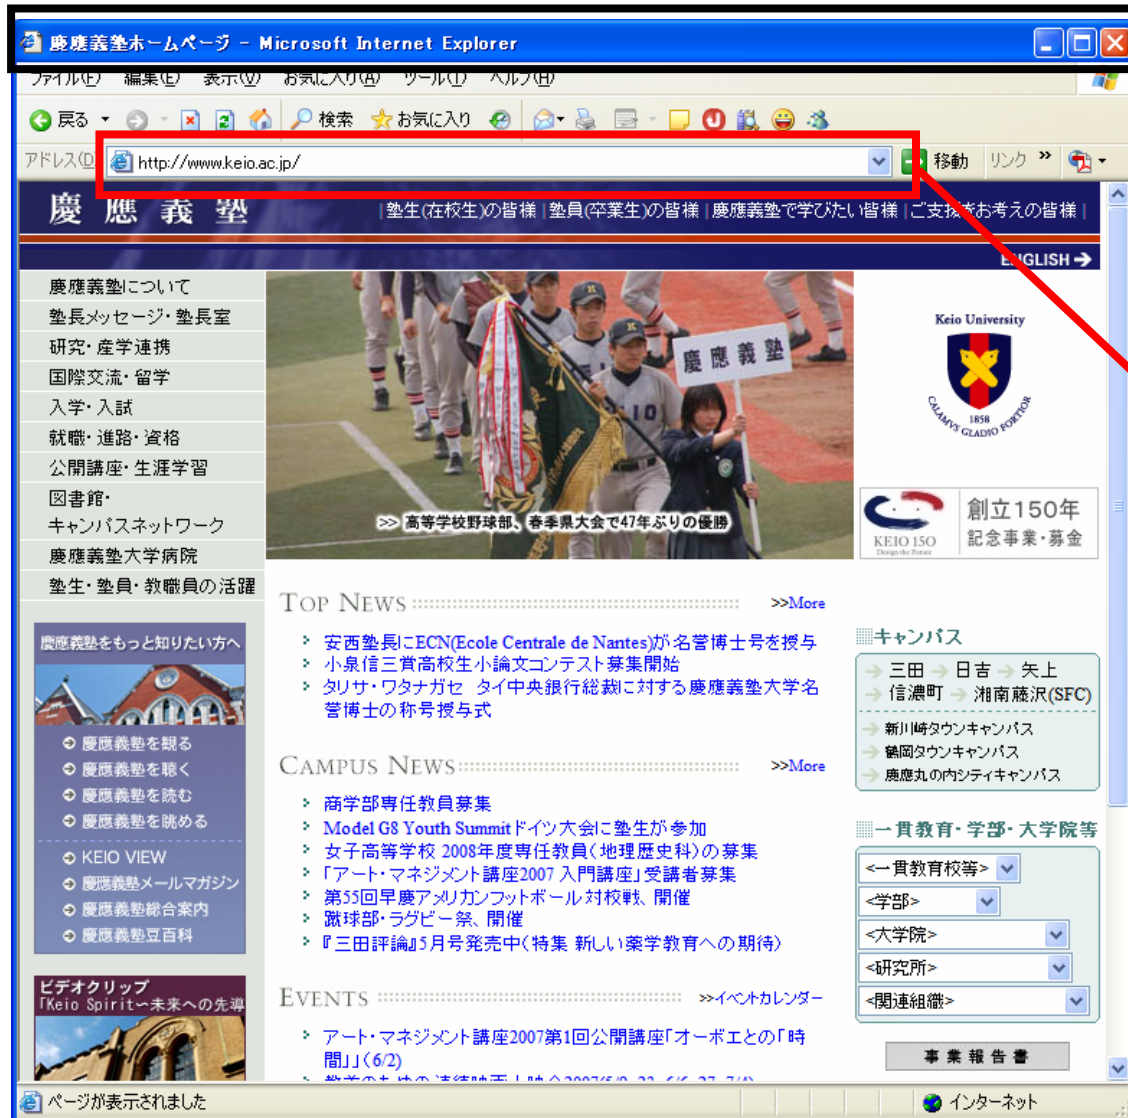 慶應義塾ホームページ - Microsoft Internet Explorer
ファイル(F) 編集(E) 表示(V) お気に入り(A) ツール(T) ヘルプ(H)
戻る 検索 お気に入り
アドレス(D) http://www.keio.ac.jp/ 移動 リンク »
慶應義塾 |塾生(在校生)の皆様 |塾員(卒業生)の皆様 |慶應義塾で学びたい皆様 |ご支援をお考えの皆様 |
ENGLISH
慶應義塾について
塾長メッセージ・塾長室
研究・産学連携
国際交流・留学
入学・入試
就職・進路・資格
公開講座・生涯学習
図書館・
キャンパスネットワーク
慶應義塾大学病院
塾生・塾員・教職員の活躍
慶應義塾
>> 高等学校野球部、春季県大会で47年ぶりの優勝
Keio University
1858
CALAMVS GLADIO FORTIOR
KEIO 150
Design the Future
創立150年
記念事業・募金
慶應義塾をもっと知りたい方へ
慶應義塾を観る
慶應義塾を聴く
慶應義塾を読む
慶應義塾を眺める
KEIO VIEW
慶應義塾メールマガジン
慶應義塾総合案内
慶應義塾豆百科
ビデオクリップ
「Keio Spirit~未来への先導
TOP NEWS >>More
安西塾長にECN(Ecole Centrale de Nantes)が名誉博士号を授与
小泉信三賞高校生小論文コンテスト募集開始
タリサ・ワタナガセ タイ中央銀行総裁に対する慶應義塾大学名
誉博士の称号授与式
CAMPUS NEWS >>More
商学部専任教員募集
Model G8 Youth Summitドイツ大会に塾生が参加
女子高等学校 2008年度専任教員(地理歴史科)の募集
「アート・マネジメント講座2007 入門講座」受講者募集
第55回早慶アメリカンフットボール対校戦、開催
蹴球部・ラグビー祭、開催
『三田評論』5月号発売中(特集 新しい薬学教育への期待)
EVENTS >>イベントカレンダー
アート・マネジメント講座2007第1回公開講座「オーボエとの「時
間」」(6/2)
キャンパス
三田 日吉 矢上
信濃町 湘南藤沢(SFC)
新川崎タウンキャンパス
鶴岡タウンキャンパス
慶應丸の内シティキャンパス
一貫教育・学部・大学院等
<一貫教育校等>
<学部>
<大学院>
<研究所>
<関連組織>
事業報告書
ページが表示されました インターネット